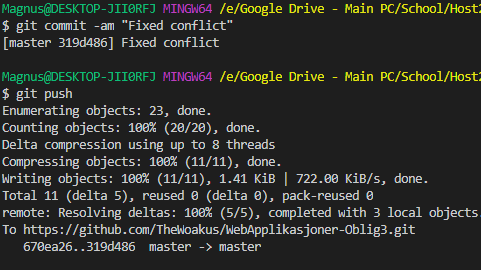 Magnus@DESKTOP-JII0RFJ MINGW64 /e/Google Drive - Main PC/School/Host2
$ git commit -am "Fixed conflict"
[master 319d486] Fixed conflict
Magnus@DESKTOP-JII0RFJ MINGW64 /e/Google Drive - Main PC/School/Host2
$ git push
Enumerating objects: 23, done.
Counting objects: 100% (20/20), done.
Delta compression using up to 8 threads
Compressing objects: 100% (11/11), done.
Writing objects: 100% (11/11), 1.41 KiB | 722.00 KiB/s, done.
Total 11 (delta 5), reused 0 (delta 0), pack-reused 0
remote: Resolving deltas: 100% (5/5), completed with 3 local objects.
To https://github.com/TheWoakus/WebApplikasjoner-Oblig3.git
670ea26..319d486 master -> master